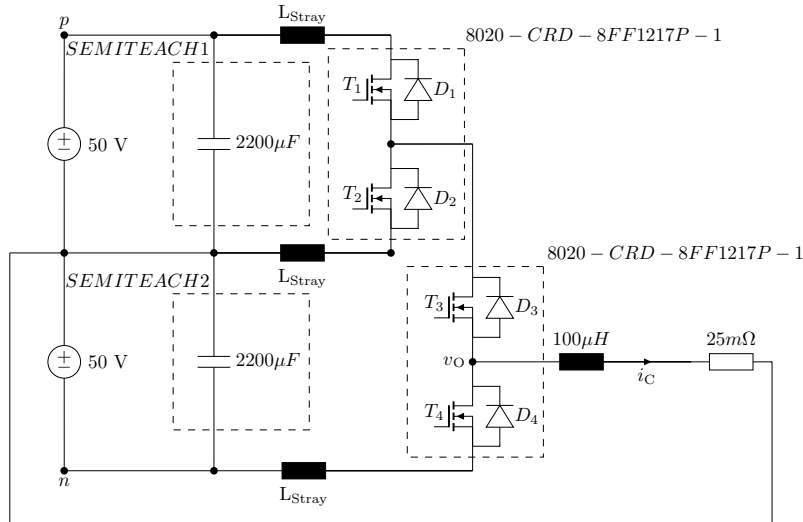 p
L_Stray
8020 - CRD - 8FF1217P - 1
SEMITEACH1
T_1
D_1
± 50 V
2200μF
T_2
D_2
L_Stray
8020 - CRD - 8FF1217P - 1
SEMITEACH2
T_3
D_3
100μH
25mΩ
± 50 V
2200μF
v_O
i_C
T_4
D_4
n
L_Stray